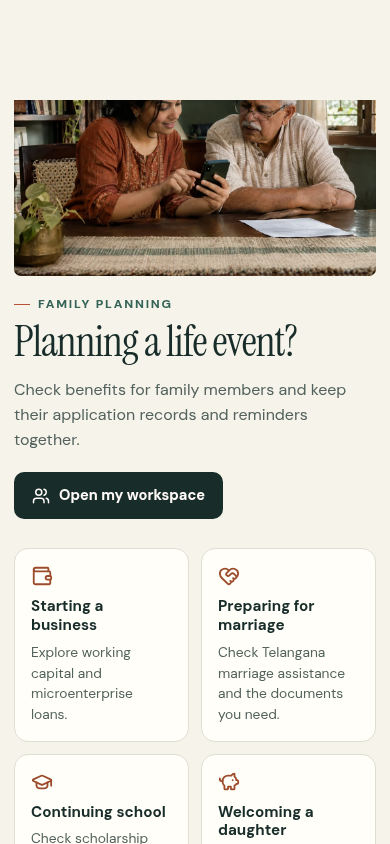 FAMILY PLANNING
Planning a life event?
Check benefits for family members and keep
their application records and reminders
together.
Open my workspace
Starting a
business
Explore working
capital and
microenterprise
loans.
Preparing for
marriage
Check Telangana
marriage assistance
and the documents
you need.
Continuing school
Check scholarship
Welcoming a
daughter